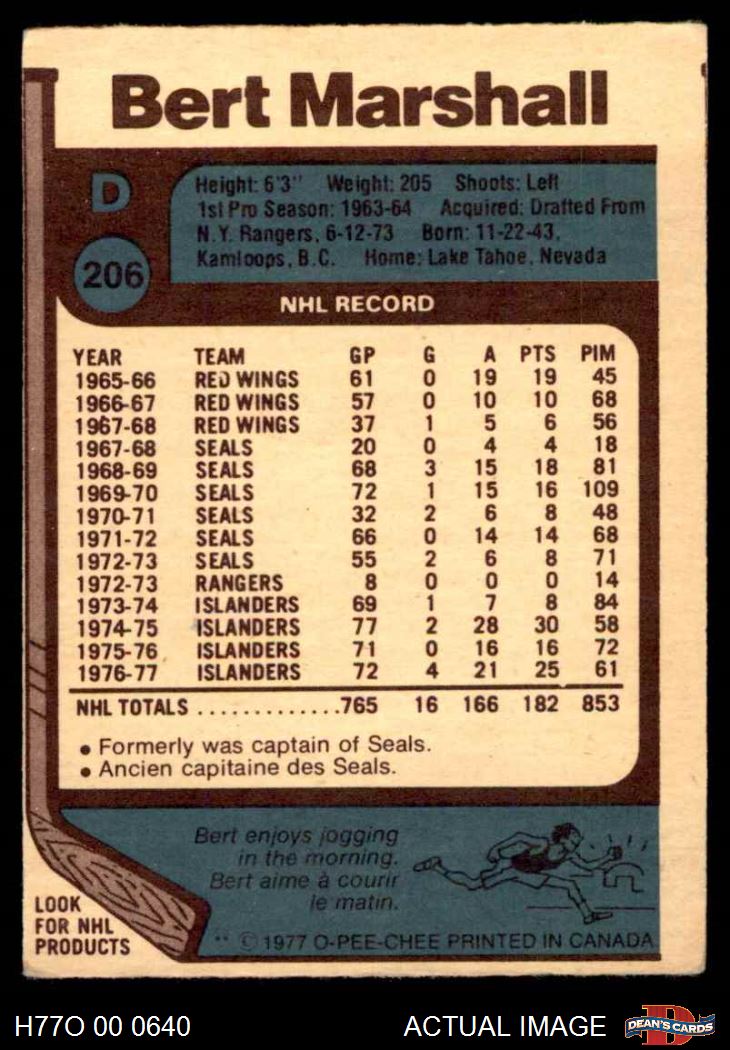 Bert Marshall
D
206
Height: 6'3" Weight: 205 Shoots: Left
1st Pro Season: 1963-64 Acquired: Drafted From
N.Y. Rangers, 6-12-73 Born: 11-22-43,
Kamloops, B.C. Home: Lake Tahoe, Nevada
NHL RECORD
YEAR TEAM GP G A PTS PIM
1965-66 RED WINGS 61 0 19 19 45
1966-67 RED WINGS 57 0 10 10 68
1967-68 RED WINGS 37 1 5 6 56
1967-68 SEALS 20 0 4 4 18
1968-69 SEALS 68 3 15 18 81
1969-70 SEALS 72 1 15 16 109
1970-71 SEALS 32 2 6 8 48
1971-72 SEALS 66 0 14 14 68
1972-73 SEALS 55 2 6 8 71
1972-73 RANGERS 8 0 0 0 14
1973-74 ISLANDERS 69 1 7 8 84
1974-75 ISLANDERS 77 2 28 30 58
1975-76 ISLANDERS 71 0 16 16 72
1976-77 ISLANDERS 72 4 21 25 61
NHL TOTALS .............765 16 166 182 853
• Formerly was captain of Seals.
• Ancien capitaine des Seals.
Bert enjoys jogging
in the morning.
Bert aime à courir
le matin.
LOOK
FOR NHL
PRODUCTS
** © 1977 O-PEE-CHEE PRINTED IN CANADA
H77O 00 0640
ACTUAL IMAGE
D
DEAN'S CARDS